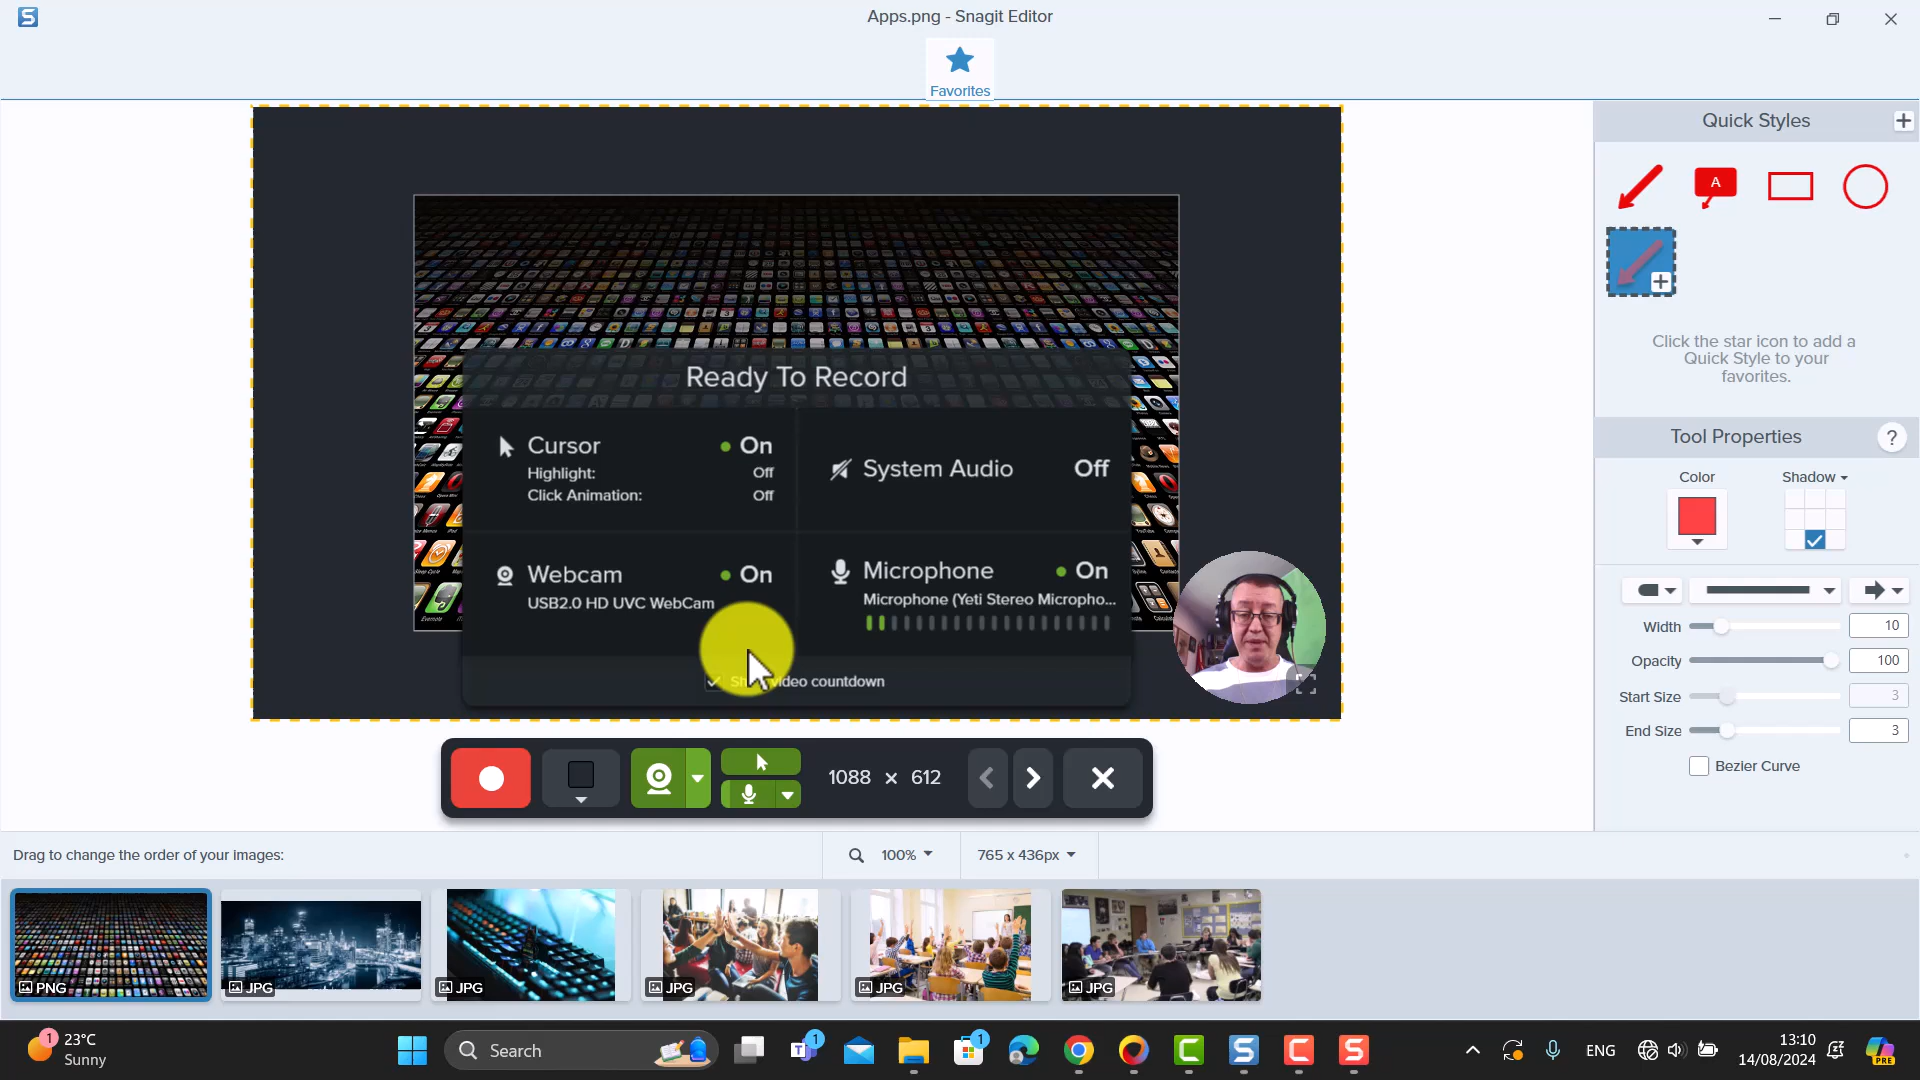 Apps.png - Snagit Editor
Favorites
Quick Styles
A
Click the star icon to add a
Quick Style to your
favorites.
Tool Properties
?
Color
Shadow
Width
10
Opacity
100
Start Size
3
End Size
3
Bezier Curve
Ready To Record
Cursor
On
Highlight:
Off
Click Animation:
Off
System Audio
Off
Webcam
On
USB2.0 HD UVC WebCam
Microphone
On
Microphone (Yeti Stereo Micropho...
video countdown
1088 × 612
Drag to change the order of your images:
100%
765 x 436px
PNG
JPG
JPG
JPG
JPG
JPG
1
23°C
Sunny
Search
1
1
ENG
13:10
14/08/2024
PRE